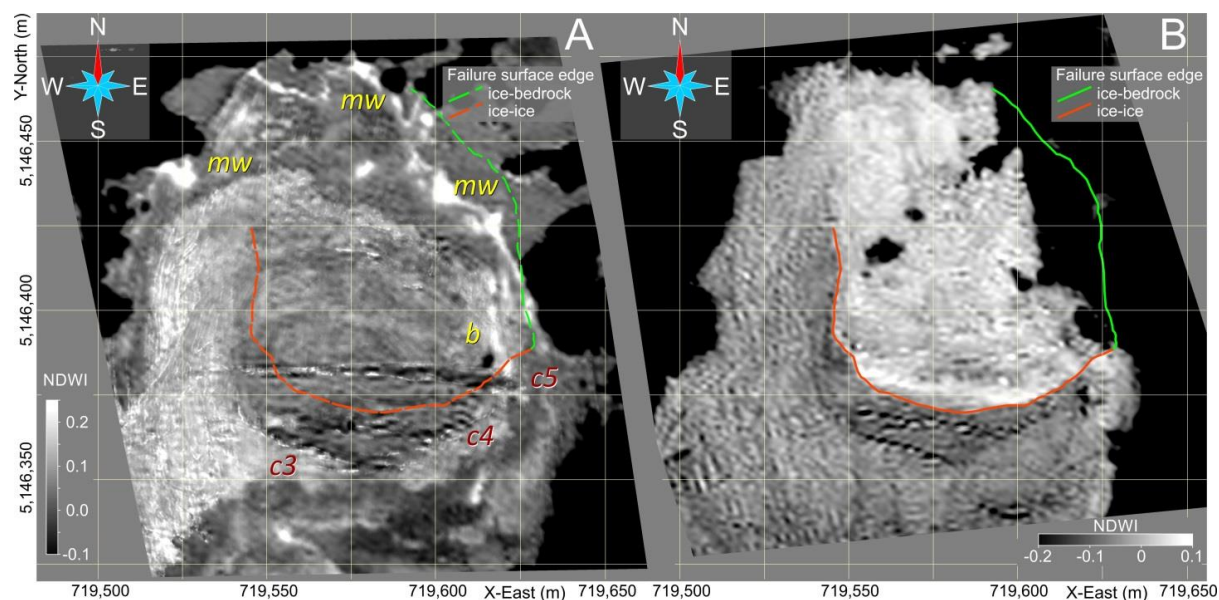 A
B
N
W
E
S
N
W
E
S
Y-North (m)
5,146,450
5,146,400
5,146,350
Failure surface edge
ice-bedrock
ice-ice
Failure surface edge
ice-bedrock
ice-ice
mw
mw
mw
b
c5
c4
c3
NDWI
0.2
0.1
0.0
-0.1
NDWI
-0.2
-0.1
0
0.1
719,500
719,550
719,600
X-East (m)
719,650
719,500
719,550
719,600
X-East (m)
719,650